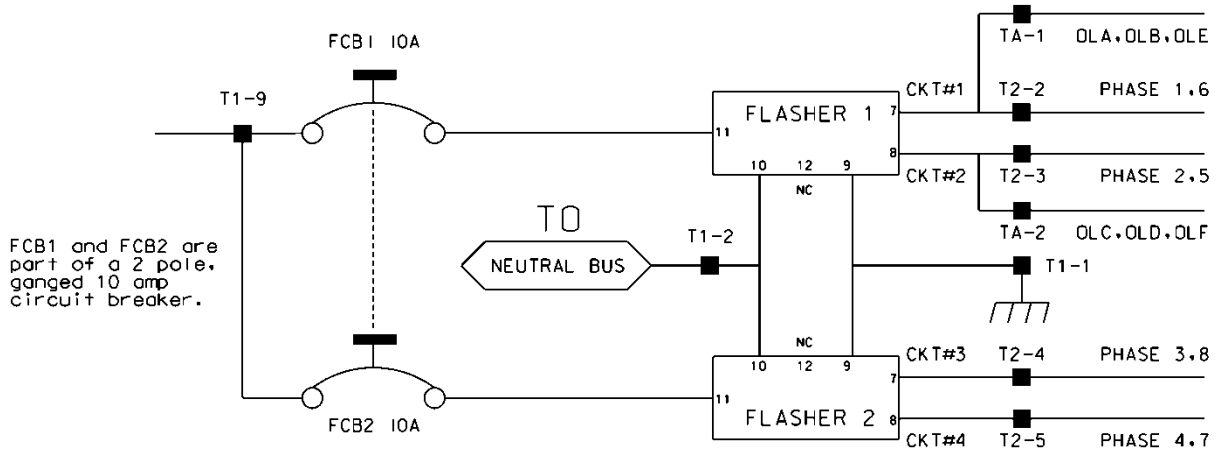 FCB1 10A
T1-9
TA-1 OLA.OLB.OLE
CKT#1 T2-2 PHASE 1.6
FLASHER 1
7
11
8
10 12 9
NC
CKT#2 T2-3 PHASE 2.5
TA-2 OLC.OLD.OLF
FCB1 and FCB2 are
part of a 2 pole.
ganged 10 amp
circuit breaker.
TO
NEUTRAL BUS
T1-2
T1-1
NC
10 12 9
CKT#3 T2-4 PHASE 3.8
7
11
FLASHER 2
8
FCB2 10A
CKT#4 T2-5 PHASE 4.7